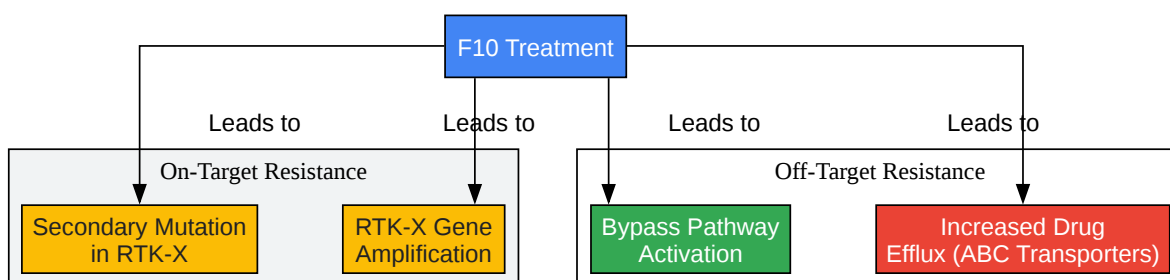 F10 Treatment
Leads to
Leads to
Leads to
Leads to
On-Target Resistance
Off-Target Resistance
Secondary Mutation
in RTK-X
RTK-X Gene
Amplification
Bypass Pathway
Activation
Increased Drug
Efflux (ABC Transporters)